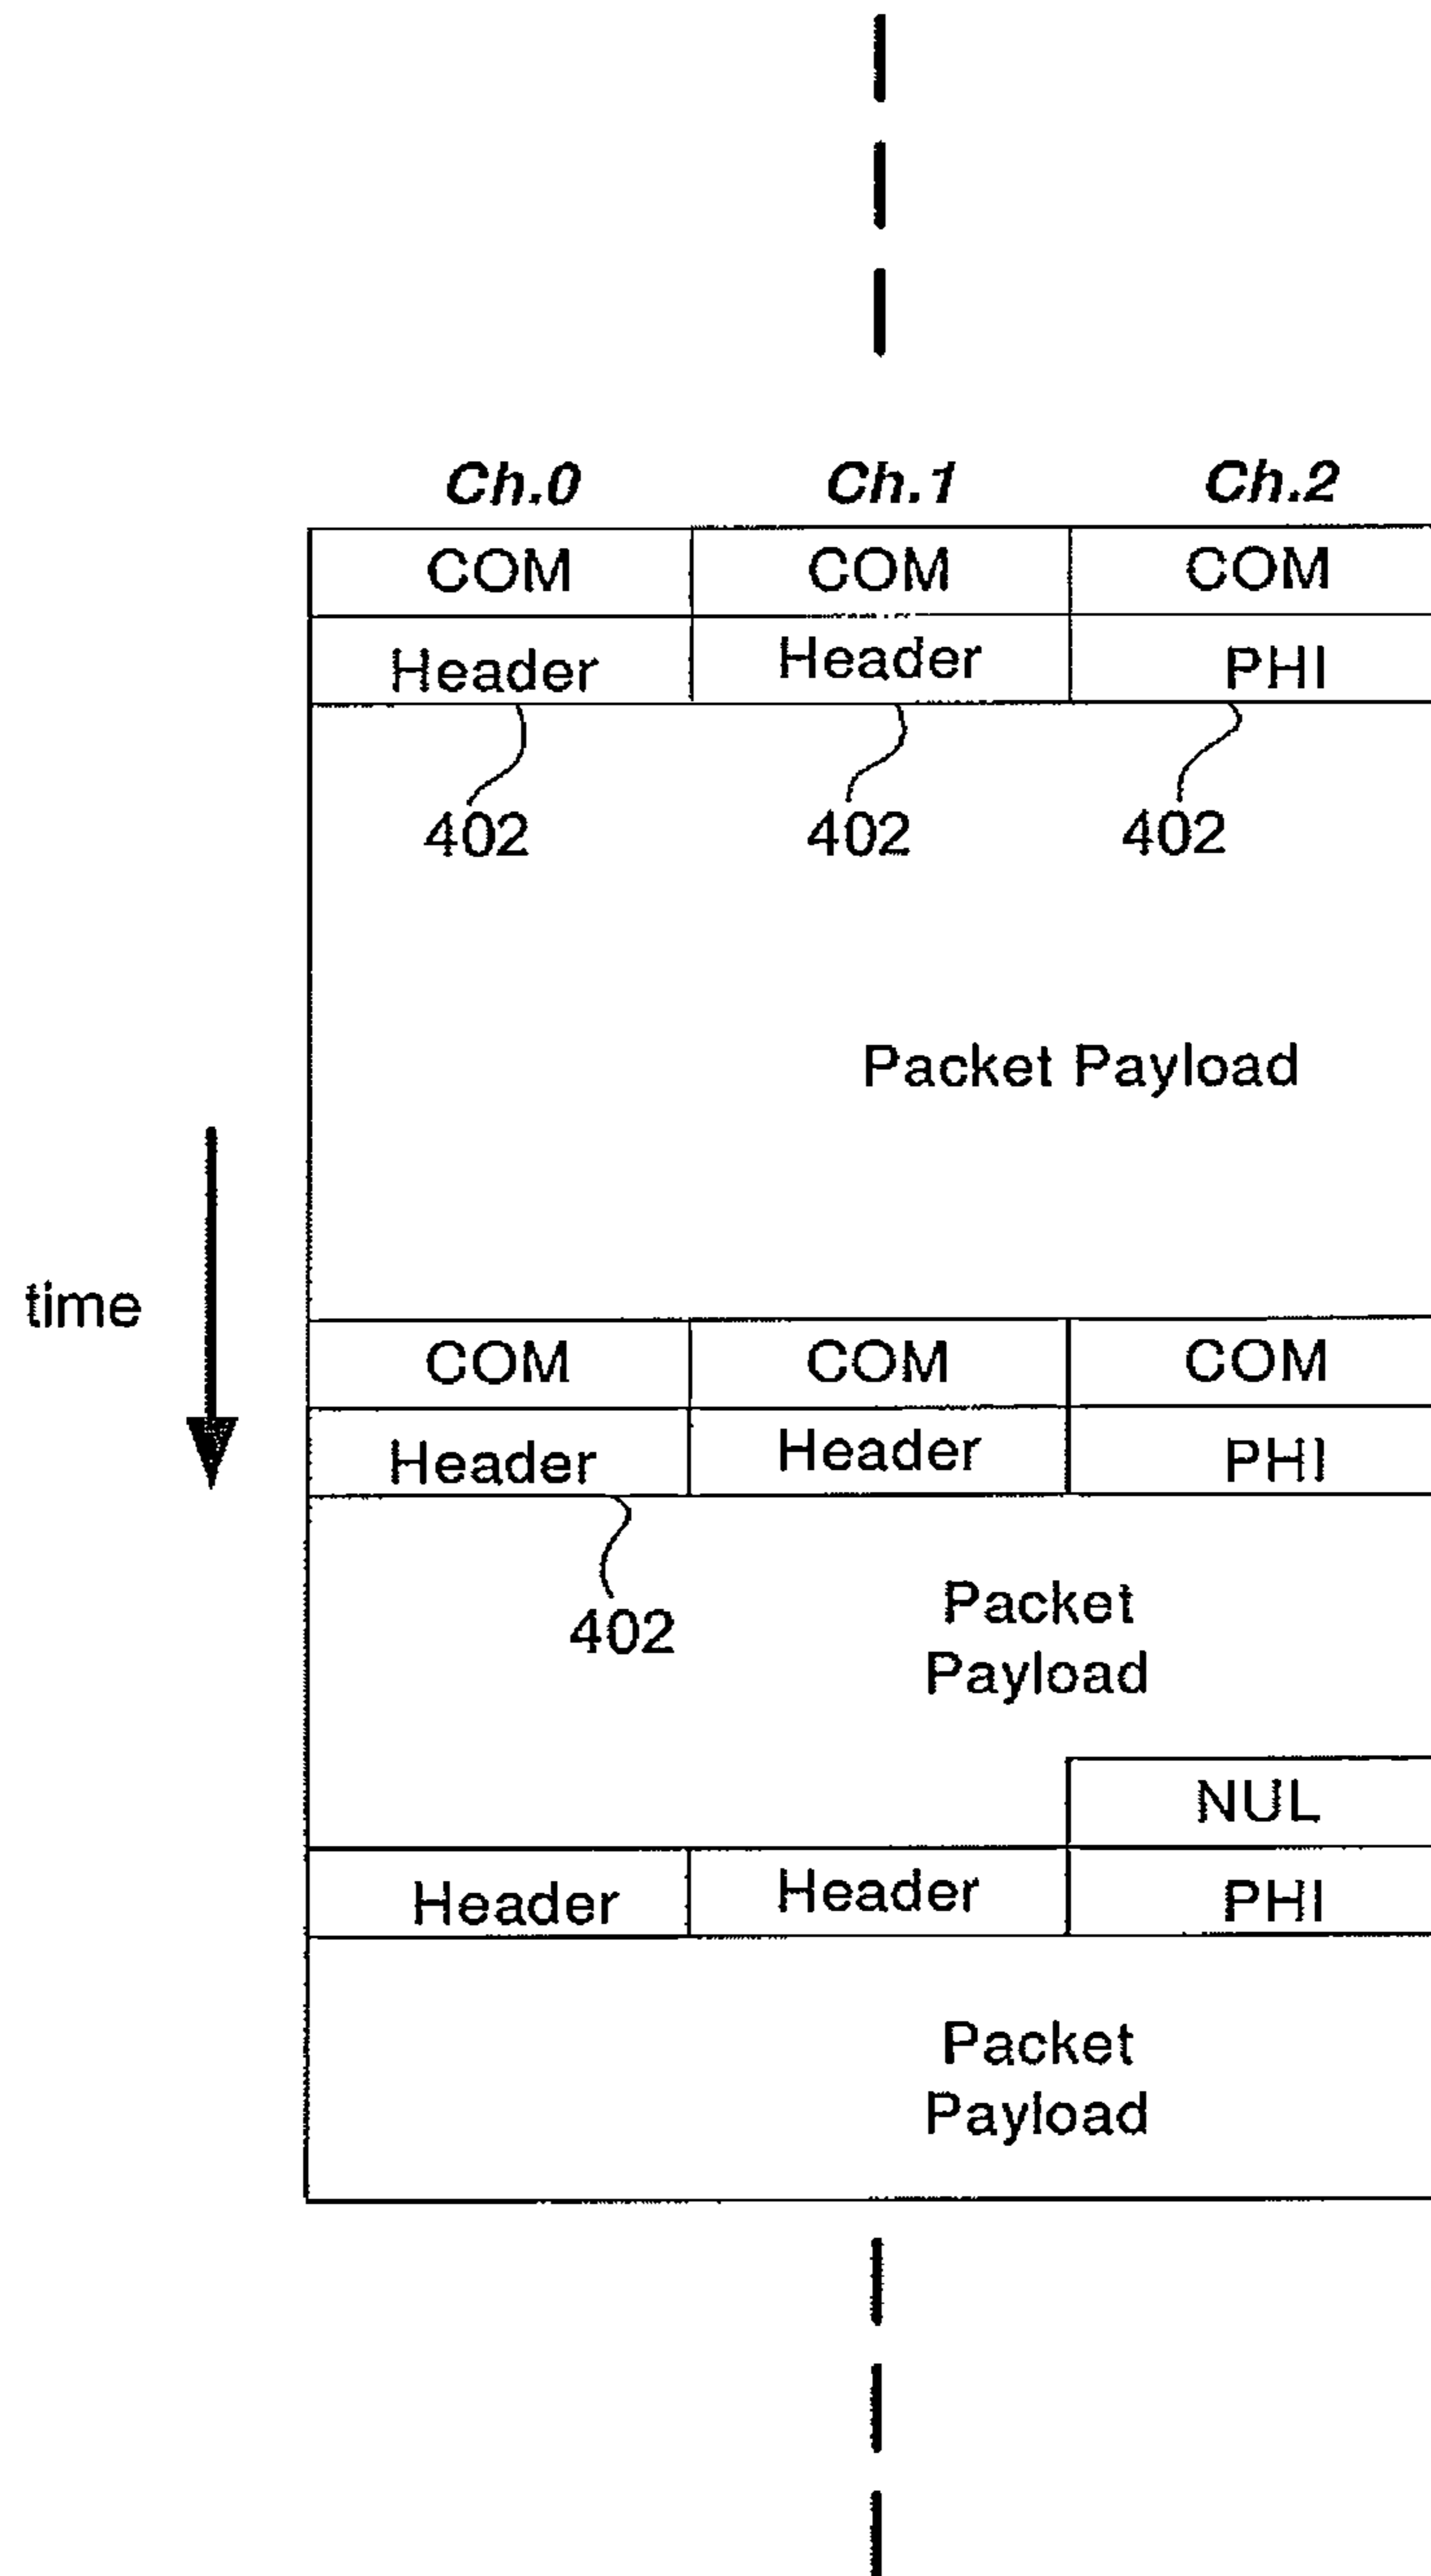 Ch.0 Ch.1 Ch.2
COM COM COM
Header Header PHI
402 402 402
Packet Payload
time
COM COM COM
Header Header PHI
Packet
Payload
402
NUL
Header Header PHI
Packet
Payload